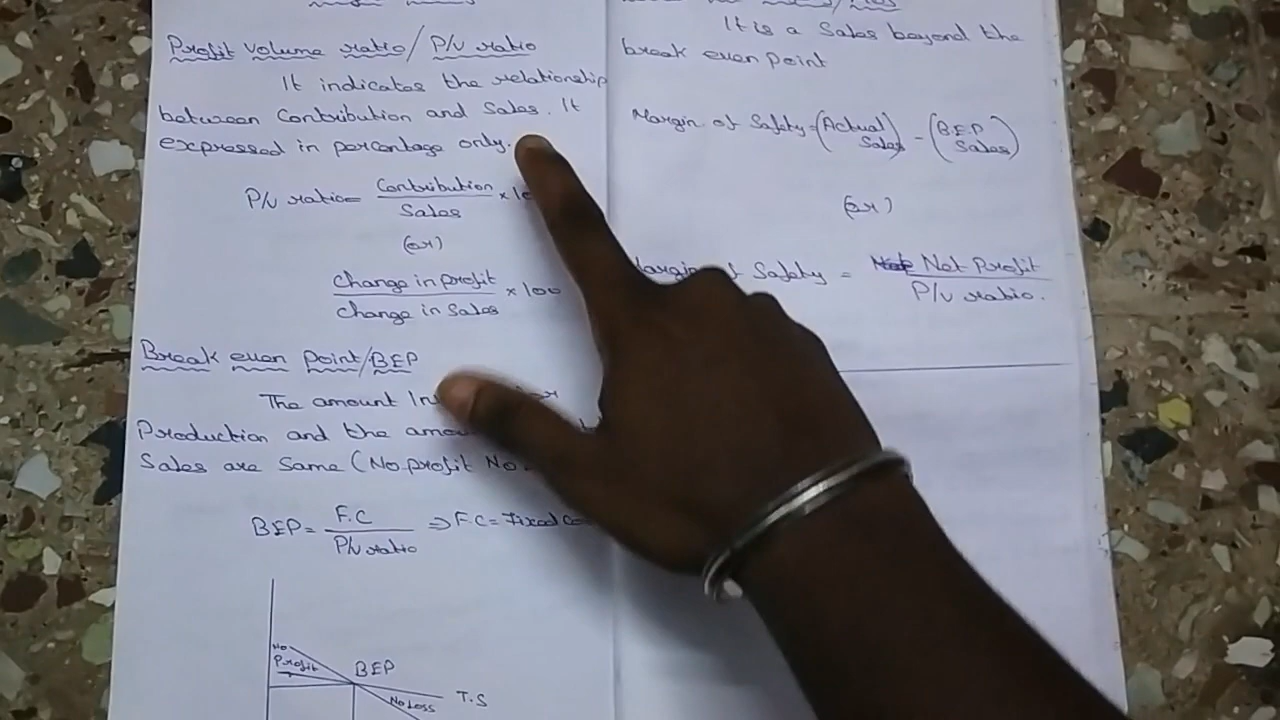 Profit volume ratio/P/V ratio
It indicates the relationship
between Contribution and Sales. It
expressed in percentage only.
P/V ratio= Contribution
Sales
(or)
Change in profit
change in Sales
×100
Break even Point/BEP
The amount
Production and the
Sales are Same (No profit No
BEP= F.C
P/V ratio
⇒ F.C= Fixed
No
Profit
BEP
No Loss
T.S
It is a Sales beyond the
break even point
Margin of Safety=(Actual Sales) - (B.E.P Sales)
(or)
of Safety = Net Profit
P/V ratio.